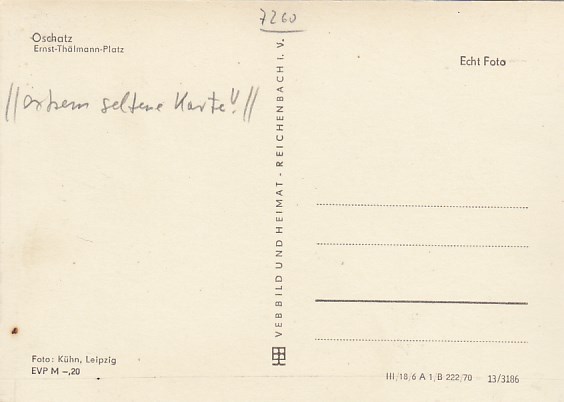 7260
Oschatz
Ernst-Thälmann-Platz
Echt Foto
//extrem seltene Karte!!//
VEB BILD UND HEIMAT - REICHENBACH I. V.
Foto: Kühn, Leipzig
EVP M -,20
III/18/6 A 1/B 222/70 13/3186